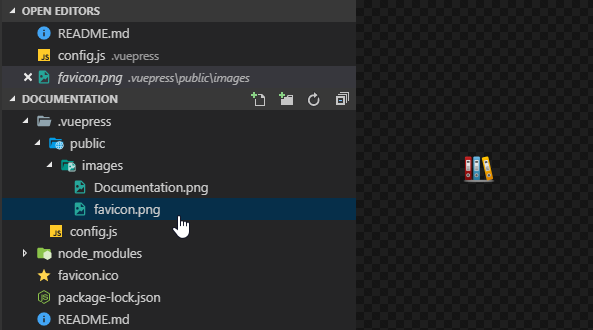 OPEN EDITORS
README.md
config.js .vuepress
favicon.png .vuepress\public\images
DOCUMENTATION
.vuepress
public
images
Documentation.png
favicon.png
JS config.js
node_modules
favicon.ico
package-lock.json
README.md